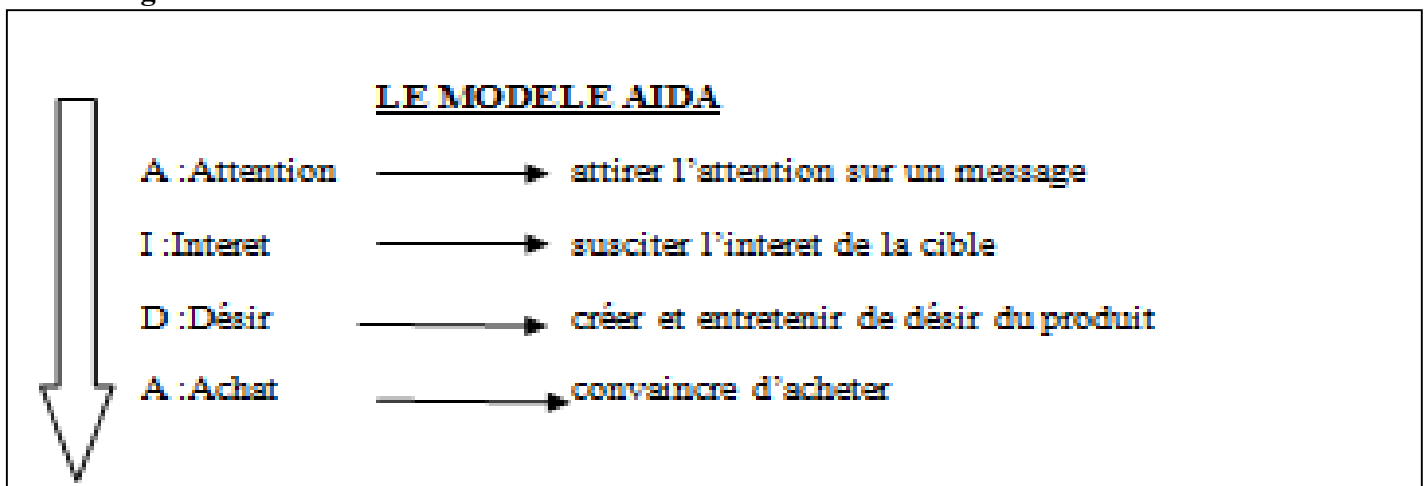 LE MODELE AIDA
A :Attention attirer l’attention sur un message
I :Interet susciter l’interet de la cible
D :Désir créer et entretenir de désir du produit
A :Achat convaincre d’acheter